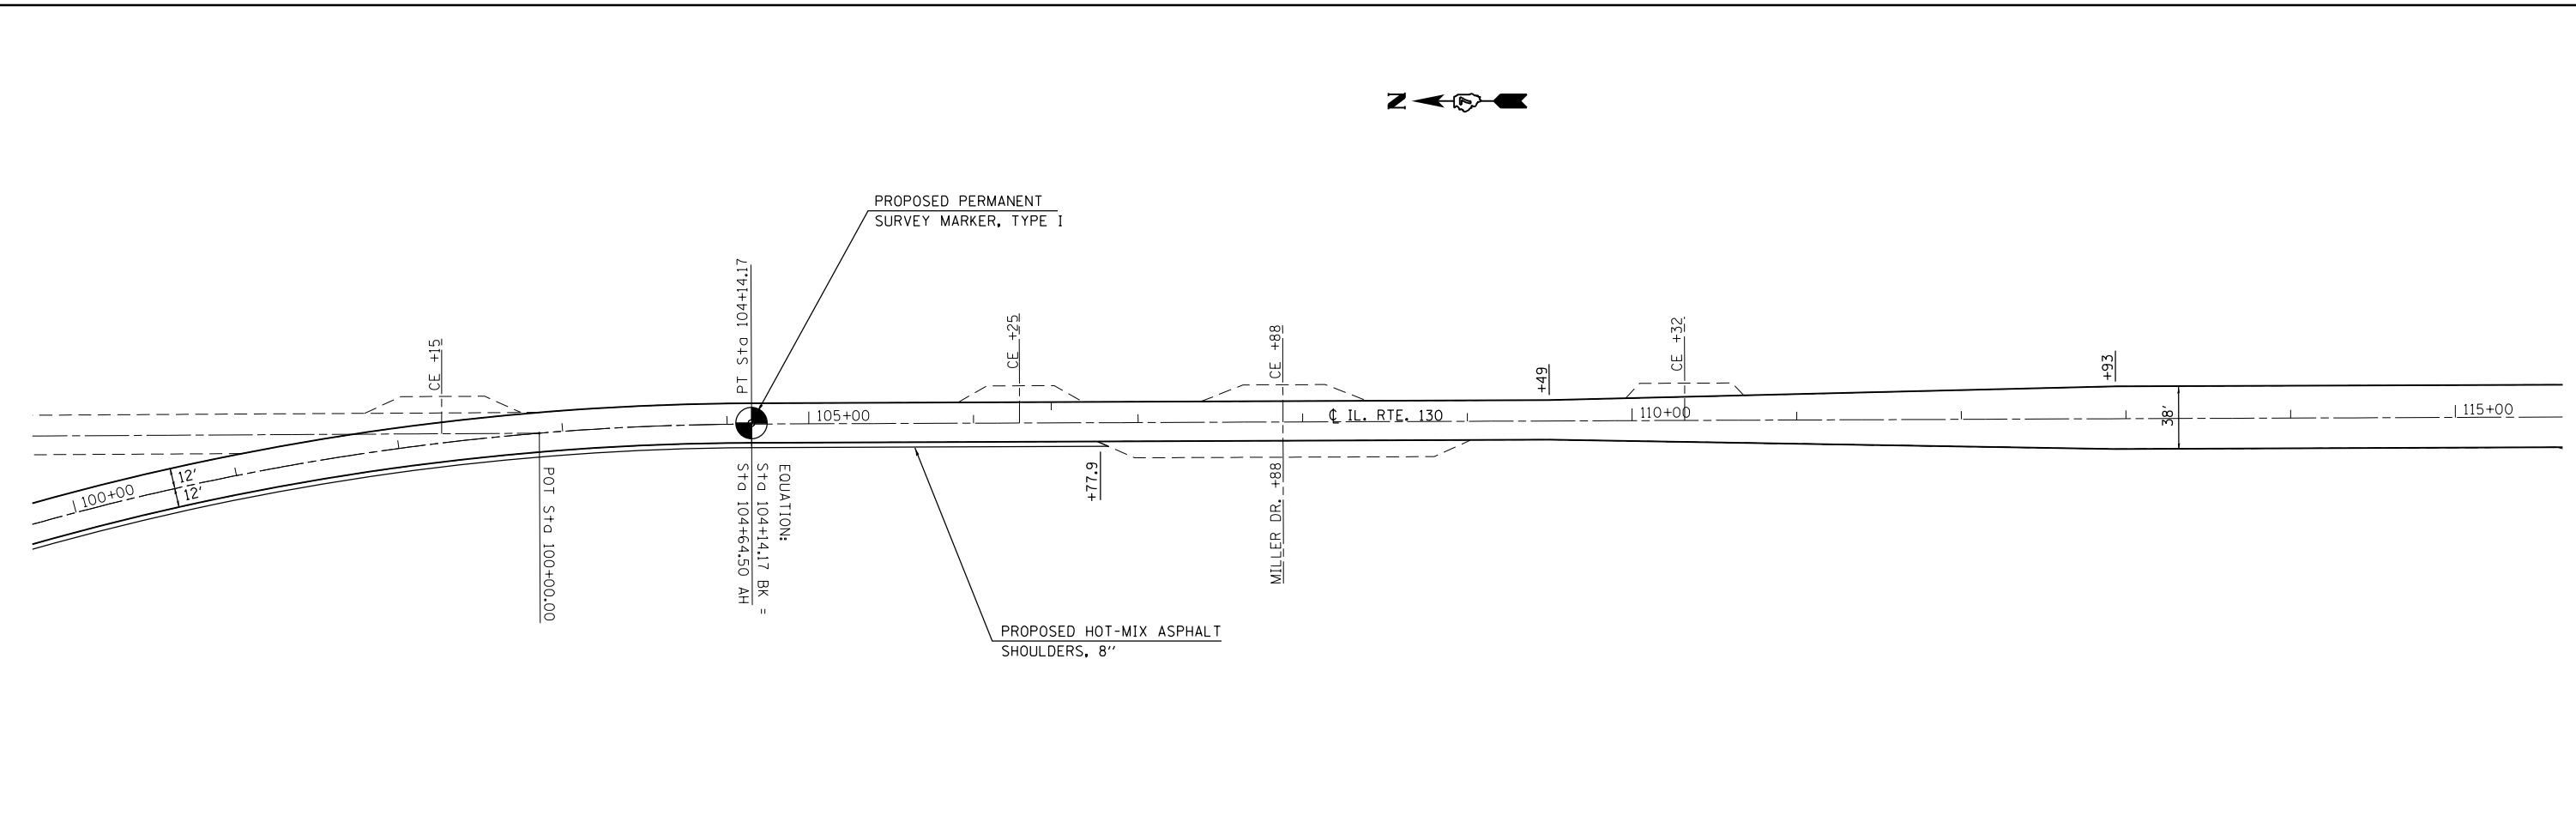 N
PROPOSED PERMANENT
SURVEY MARKER, TYPE I
PT Sta 104+14.17
CE +15
CE +25
CE +88
+49
CE +32
+93
105+00
℄ IL. RTE. 130
110+00
115+00
38'
100+00
12'
12'
POT Sta 100+00.00
EQUATION:
Sta 104+14.17 BK =
Sta 104+64.50 AH
+77.9
MILLER DR. +88
PROPOSED HOT-MIX ASPHALT
SHOULDERS, 8''